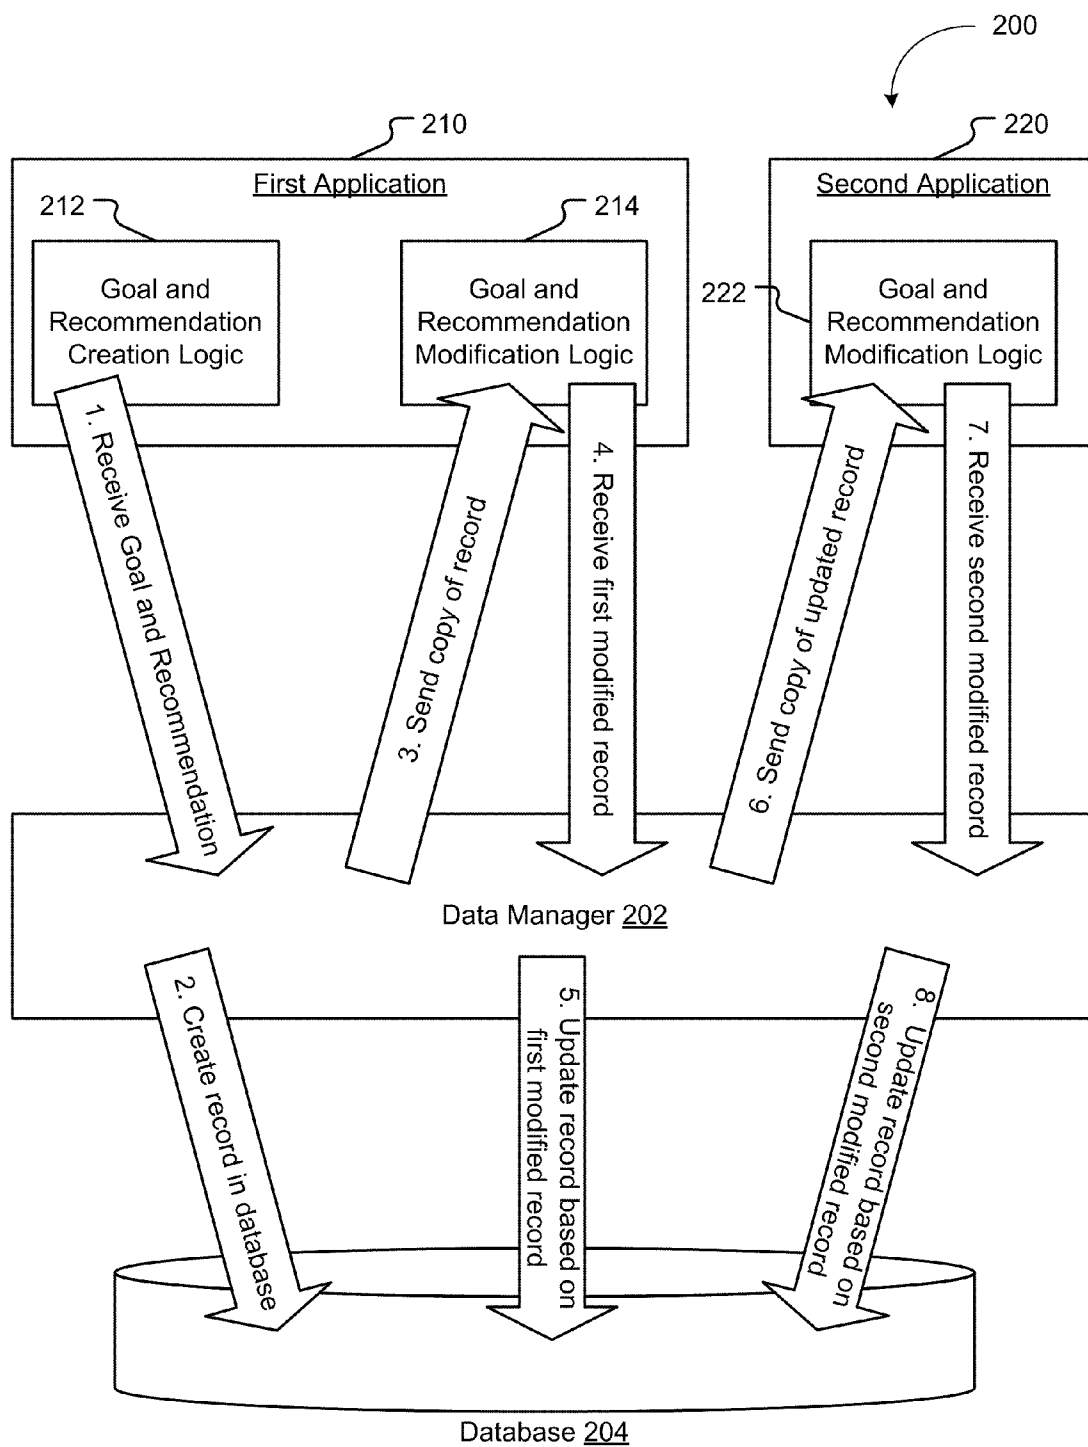 200
210
220
First Application
Second Application
212
214
222
Goal and
Recommendation
Creation Logic
Goal and
Recommendation
Modification Logic
Goal and
Recommendation
Modification Logic
1. Receive Goal and Recommendation
3. Send copy of record
4. Receive first modified record
6. Send copy of updated record
7. Receive second modified record
Data Manager 202
2. Create record in database
5. Update record based on
first modified record
8. Update record based on
second modified record
Database 204